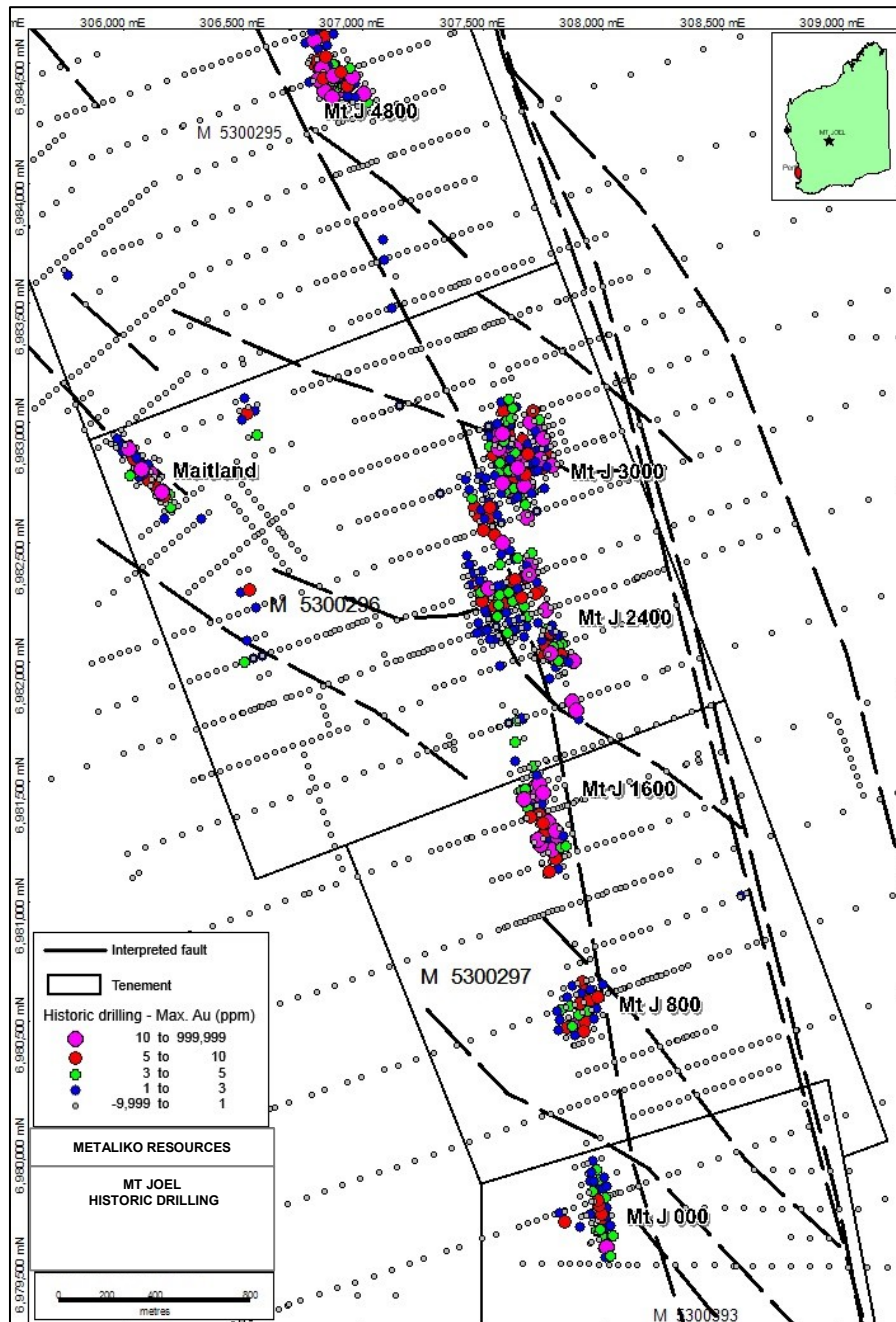 mE 306,000 mE 306,500 mE 307,000 mE 307,500 mE 308,000 mE 308,500 mE 309,000 mE
6,984,500 mN
Mt J 4800
M 5300295
MT JOEL
6,984,000 mN
6,983,500 mN
6,983,000 mN
Maitland
Mt J 3000
6,982,500 mN
M 5300296
Mt J 2400
6,982,000 mN
Mt J 1600
6,981,500 mN
6,981,000 mN
M 5300297
Mt J 800
6,980,500 mN
Interpreted fault
Tenement
Historic drilling - Max. Au (ppm)
10 to 999,999
5 to 10
3 to 5
1 to 3
-9,999 to 1
6,980,000 mN
METALIKO RESOURCES
MT JOEL
HISTORIC DRILLING
Mt J 000
6,979,500 mN
0 400 800
metres
M 5300393